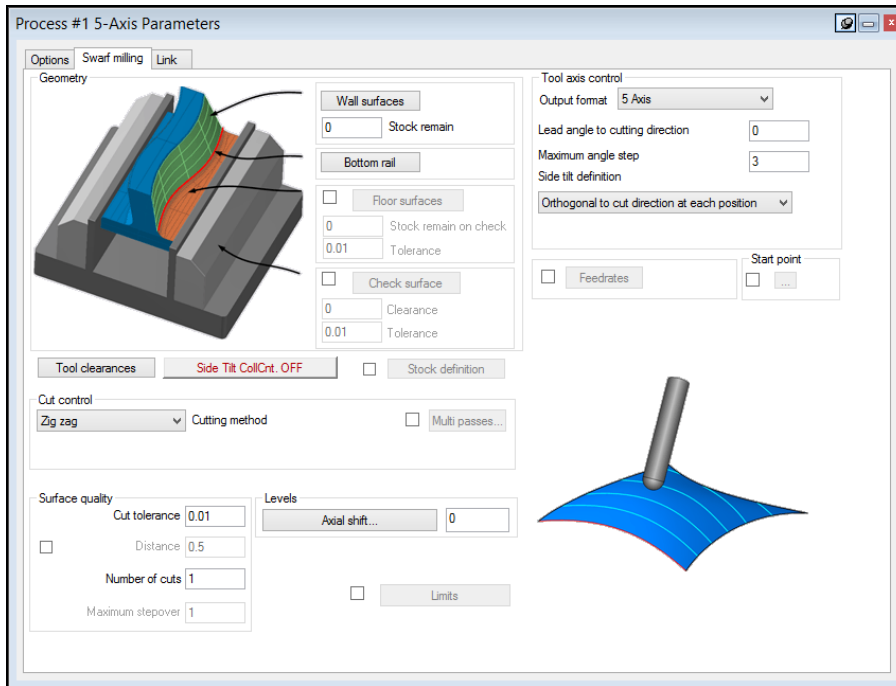 Process #1 5-Axis Parameters
Options Swarf milling Link
Geometry
Wall surfaces
0 Stock remain
Bottom rail
Floor surfaces
0 Stock remain on check
0.01 Tolerance
Check surface
0 Clearance
0.01 Tolerance
Tool axis control
Output format 5 Axis
Lead angle to cutting direction 0
Maximum angle step 3
Side tilt definition
Orthogonal to cut direction at each position
Feedrates
Start point
...
Tool clearances Side Tilt CollCnt. OFF Stock definition
Cut control
Zig zag Cutting method Multi passes...
Surface quality
Cut tolerance 0.01
Distance 0.5
Number of cuts 1
Maximum stepover 1
Levels
Axial shift... 0
Limits